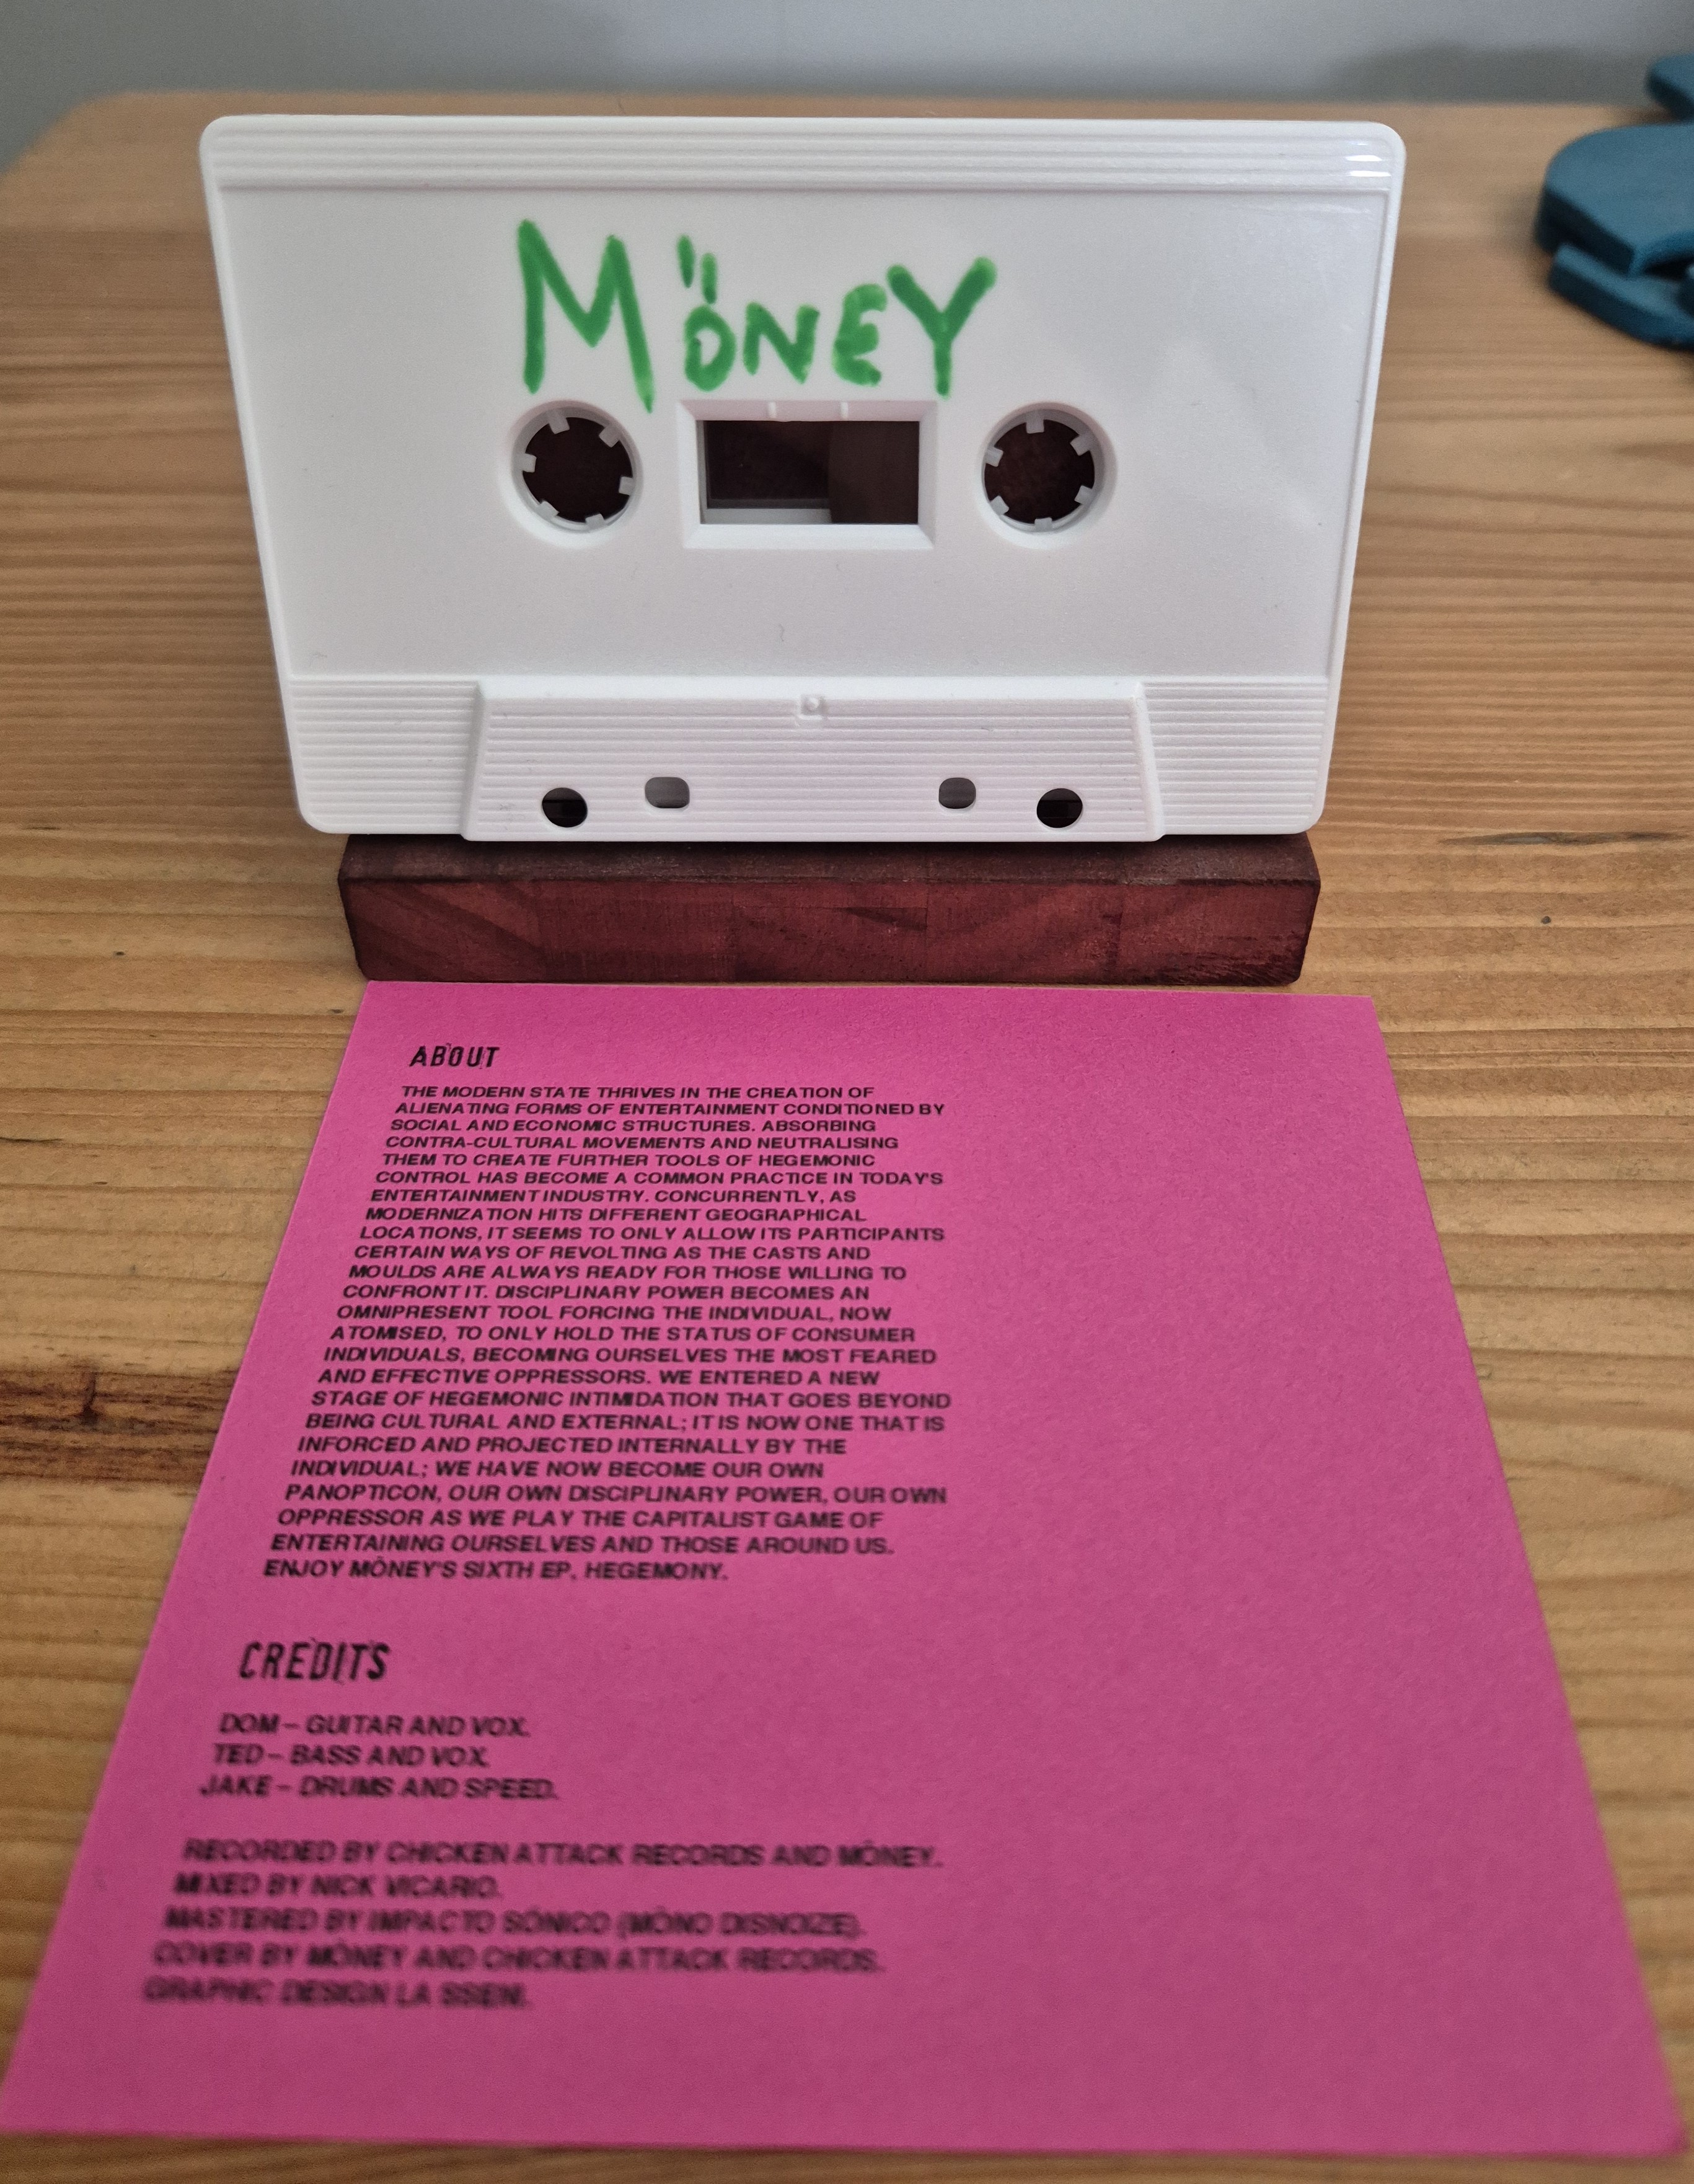 MÖNEY
ABOUT
THE MODERN STATE THRIVES IN THE CREATION OF
ALIENATING FORMS OF ENTERTAINMENT CONDITIONED BY
SOCIAL AND ECONOMIC STRUCTURES. ABSORBING
CONTRA-CULTURAL MOVEMENTS AND NEUTRALISING
THEM TO CREATE FURTHER TOOLS OF HEGEMONIC
CONTROL HAS BECOME A COMMON PRACTICE IN TODAY'S
ENTERTAINMENT INDUSTRY. CONCURRENTLY, AS
MODERNIZATION HITS DIFFERENT GEOGRAPHICAL
LOCATIONS, IT SEEMS TO ONLY ALLOW ITS PARTICIPANTS
CERTAIN WAYS OF REVOLTING AS THE CASTS AND
MOULDS ARE ALWAYS READY FOR THOSE WILLING TO
CONFRONT IT. DISCIPLINARY POWER BECOMES AN
OMNIPRESENT TOOL FORCING THE INDIVIDUAL, NOW
ATOMISED, TO ONLY HOLD THE STATUS OF CONSUMER
INDIVIDUALS, BECOMING OURSELVES THE MOST FEARED
AND EFFECTIVE OPPRESSORS. WE ENTERED A NEW
STAGE OF HEGEMONIC INTIMIDATION THAT GOES BEYOND
BEING CULTURAL AND EXTERNAL; IT IS NOW ONE THAT IS
INFORCED AND PROJECTED INTERNALLY BY THE
INDIVIDUAL; WE HAVE NOW BECOME OUR OWN
PANOPTICON, OUR OWN DISCIPLINARY POWER, OUR OWN
OPPRESSOR AS WE PLAY THE CAPITALIST GAME OF
ENTERTAINING OURSELVES AND THOSE AROUND US.
ENJOY MÖNEY'S SIXTH EP, HEGEMONY.
CREDITS
DOM – GUITAR AND VOX.
TED – BASS AND VOX.
JAKE – DRUMS AND SPEED.
RECORDED BY CHICKEN ATTACK RECORDS AND MÖNEY.
MIXED BY NICK VICARIO.
MASTERED BY IMPACTO SÓNICO (MÖNO DISNOIZE).
COVER BY MÖNEY AND CHICKEN ATTACK RECORDS.
GRAPHIC DESIGN LA SSEN.